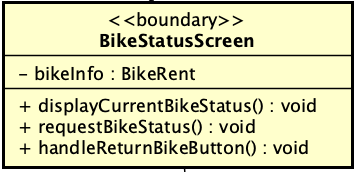 <<boundary>>
BikeStatusScreen
- bikeInfo : BikeRent
+ displayCurrentBikeStatus() : void
+ requestBikeStatus() : void
+ handleReturnBikeButton() : void